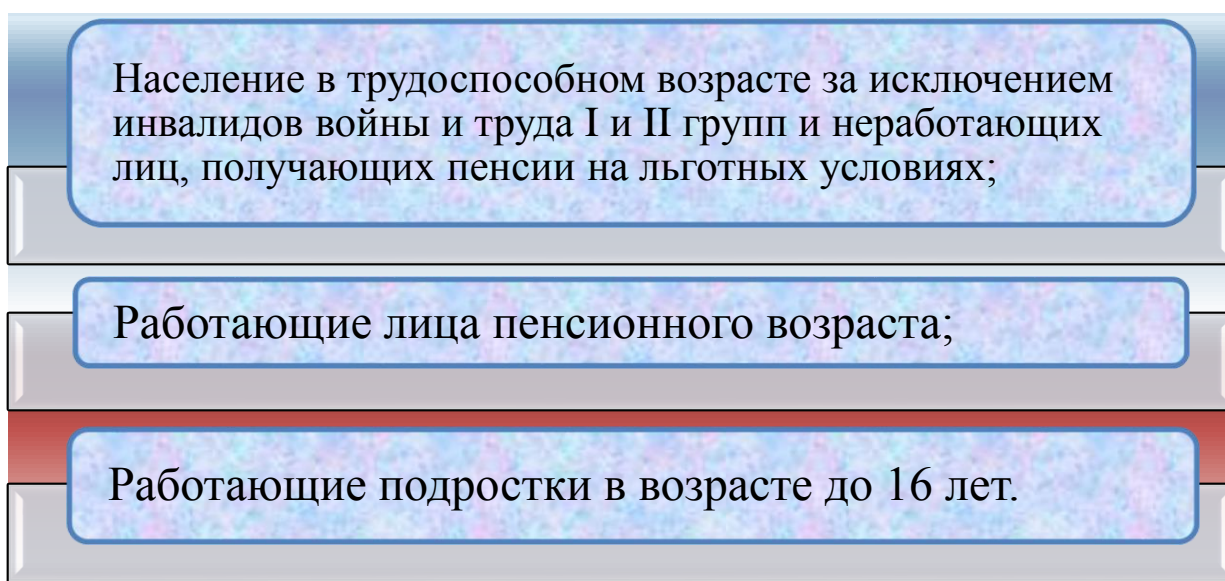 Население в трудоспособном возрасте за исключением
инвалидов войны и труда I и II групп и неработающих
лиц, получающих пенсии на льготных условиях;
Работающие лица пенсионного возраста;
Работающие подростки в возрасте до 16 лет.